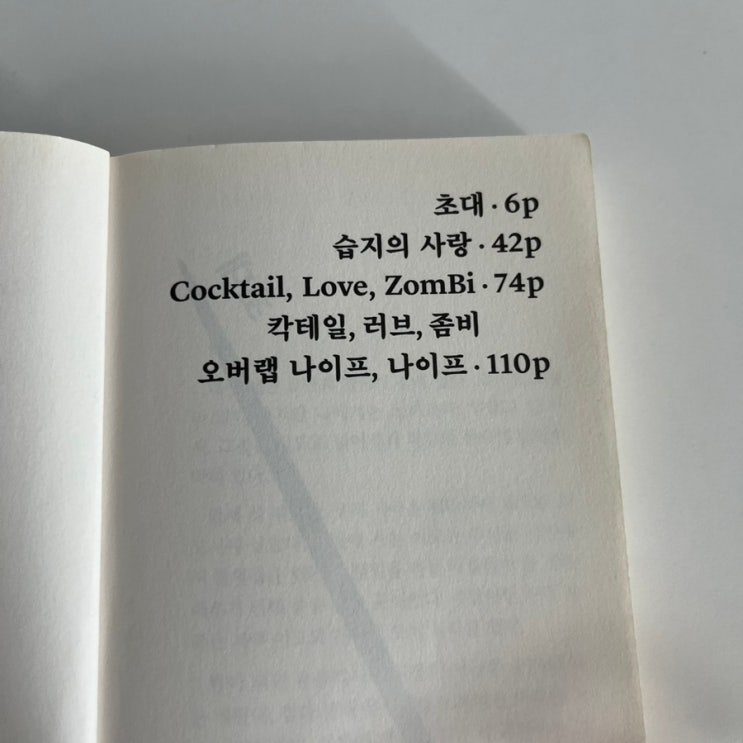 초대 · 6p
습지의 사랑 · 42p
Cocktail, Love, ZomBi · 74p
칵테일, 러브, 좀비
오버랩 나이프, 나이프 · 110p